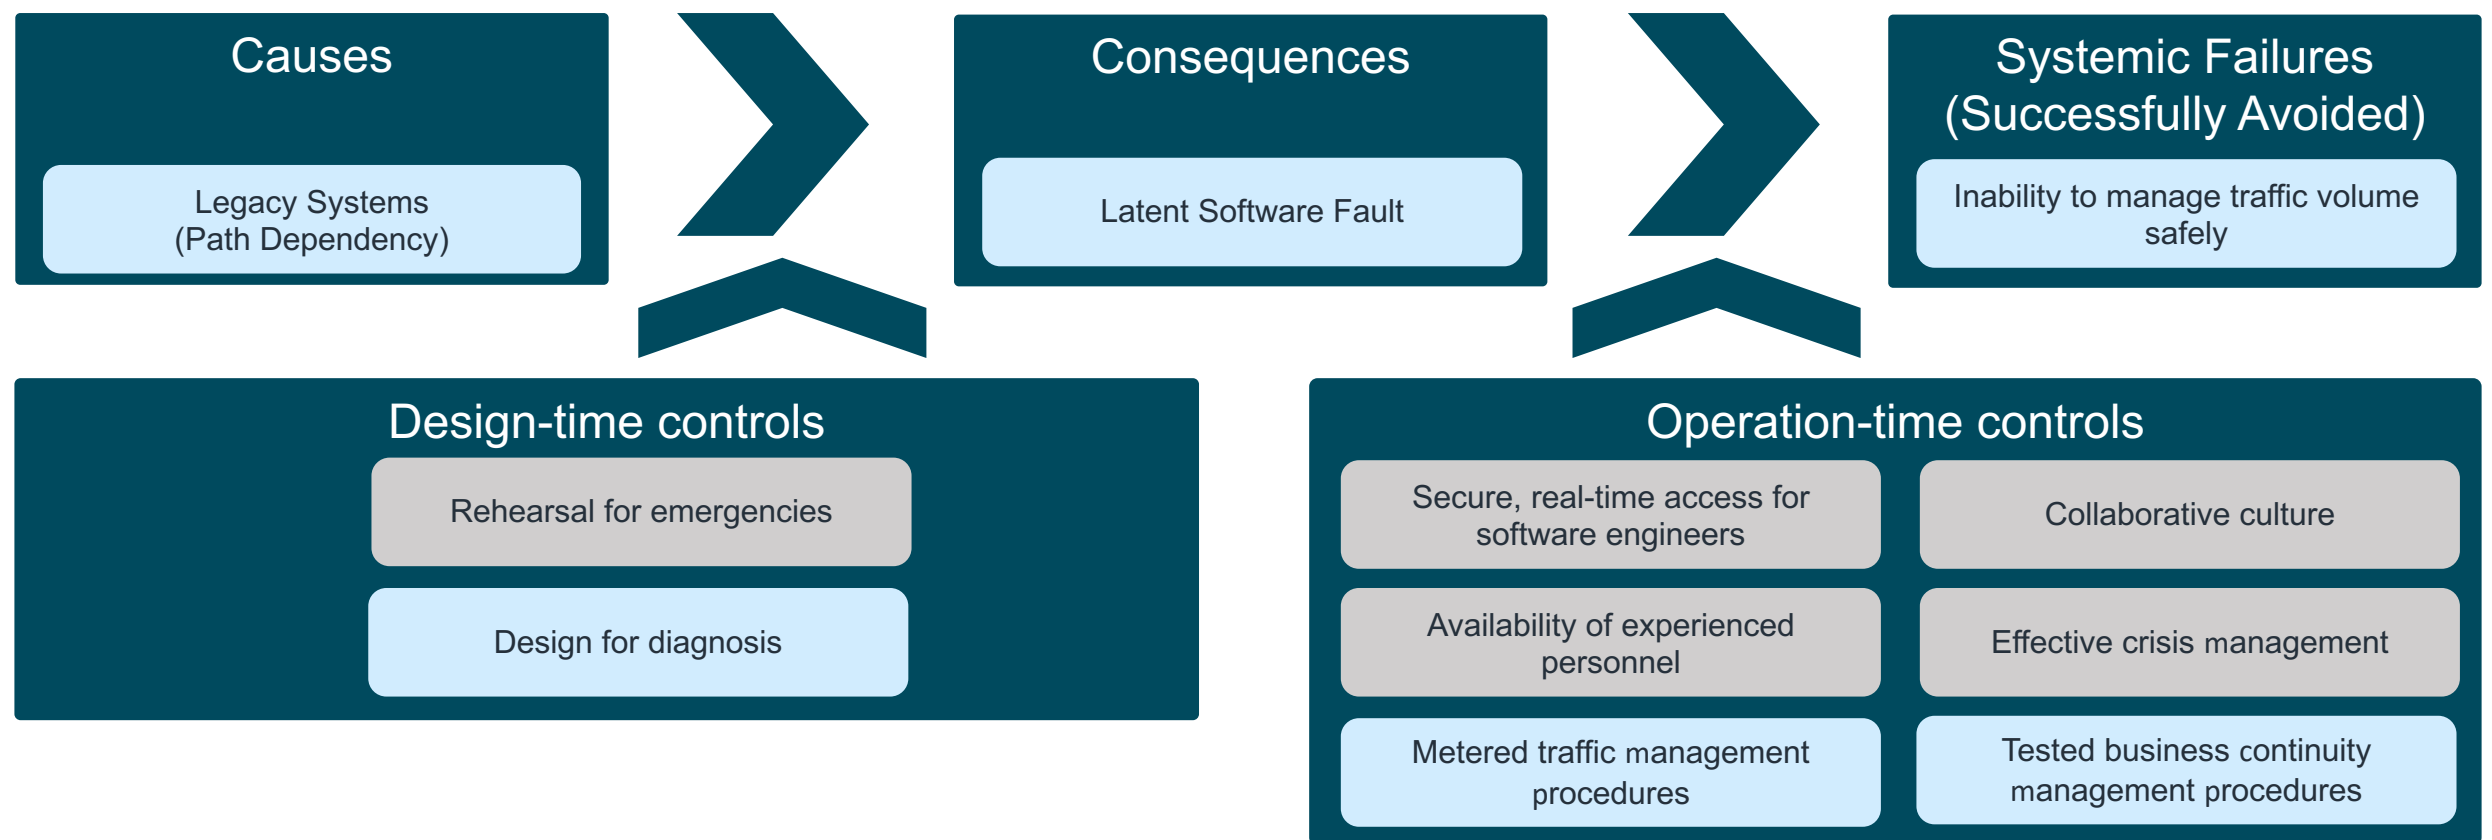 Causes
Legacy Systems
(Path Dependency)
Consequences
Latent Software Fault
Systemic Failures
(Successfully Avoided)
Inability to manage traffic volume
safely
Design-time controls
Rehearsal for emergencies
Design for diagnosis
Operation-time controls
Secure, real-time access for
software engineers
Collaborative culture
Availability of experienced
personnel
Effective crisis management
Metered traffic management
procedures
Tested business continuity
management procedures